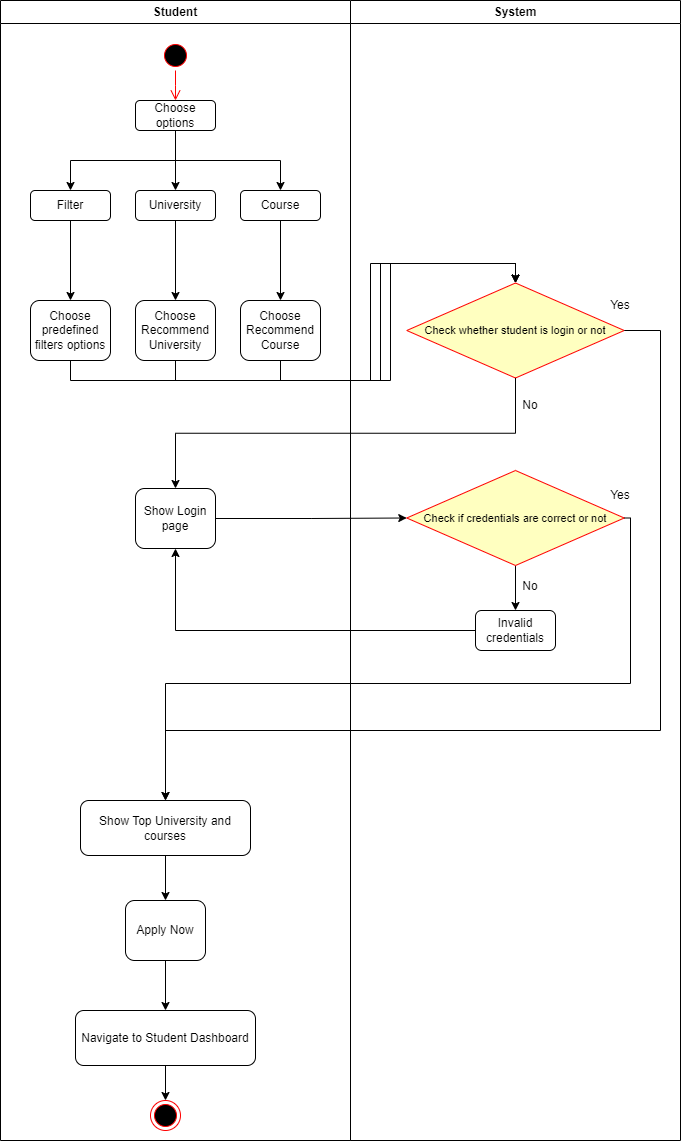 Student
System
Choose
options
Filter
University
Course
Choose
predefined
filters options
Choose
Recommend
University
Choose
Recommend
Course
Yes
Check whether student is login or not
No
Show Login
page
Yes
Check if credentials are correct or not
No
Invalid
credentials
Show Top University and
courses
Apply Now
Navigate to Student Dashboard